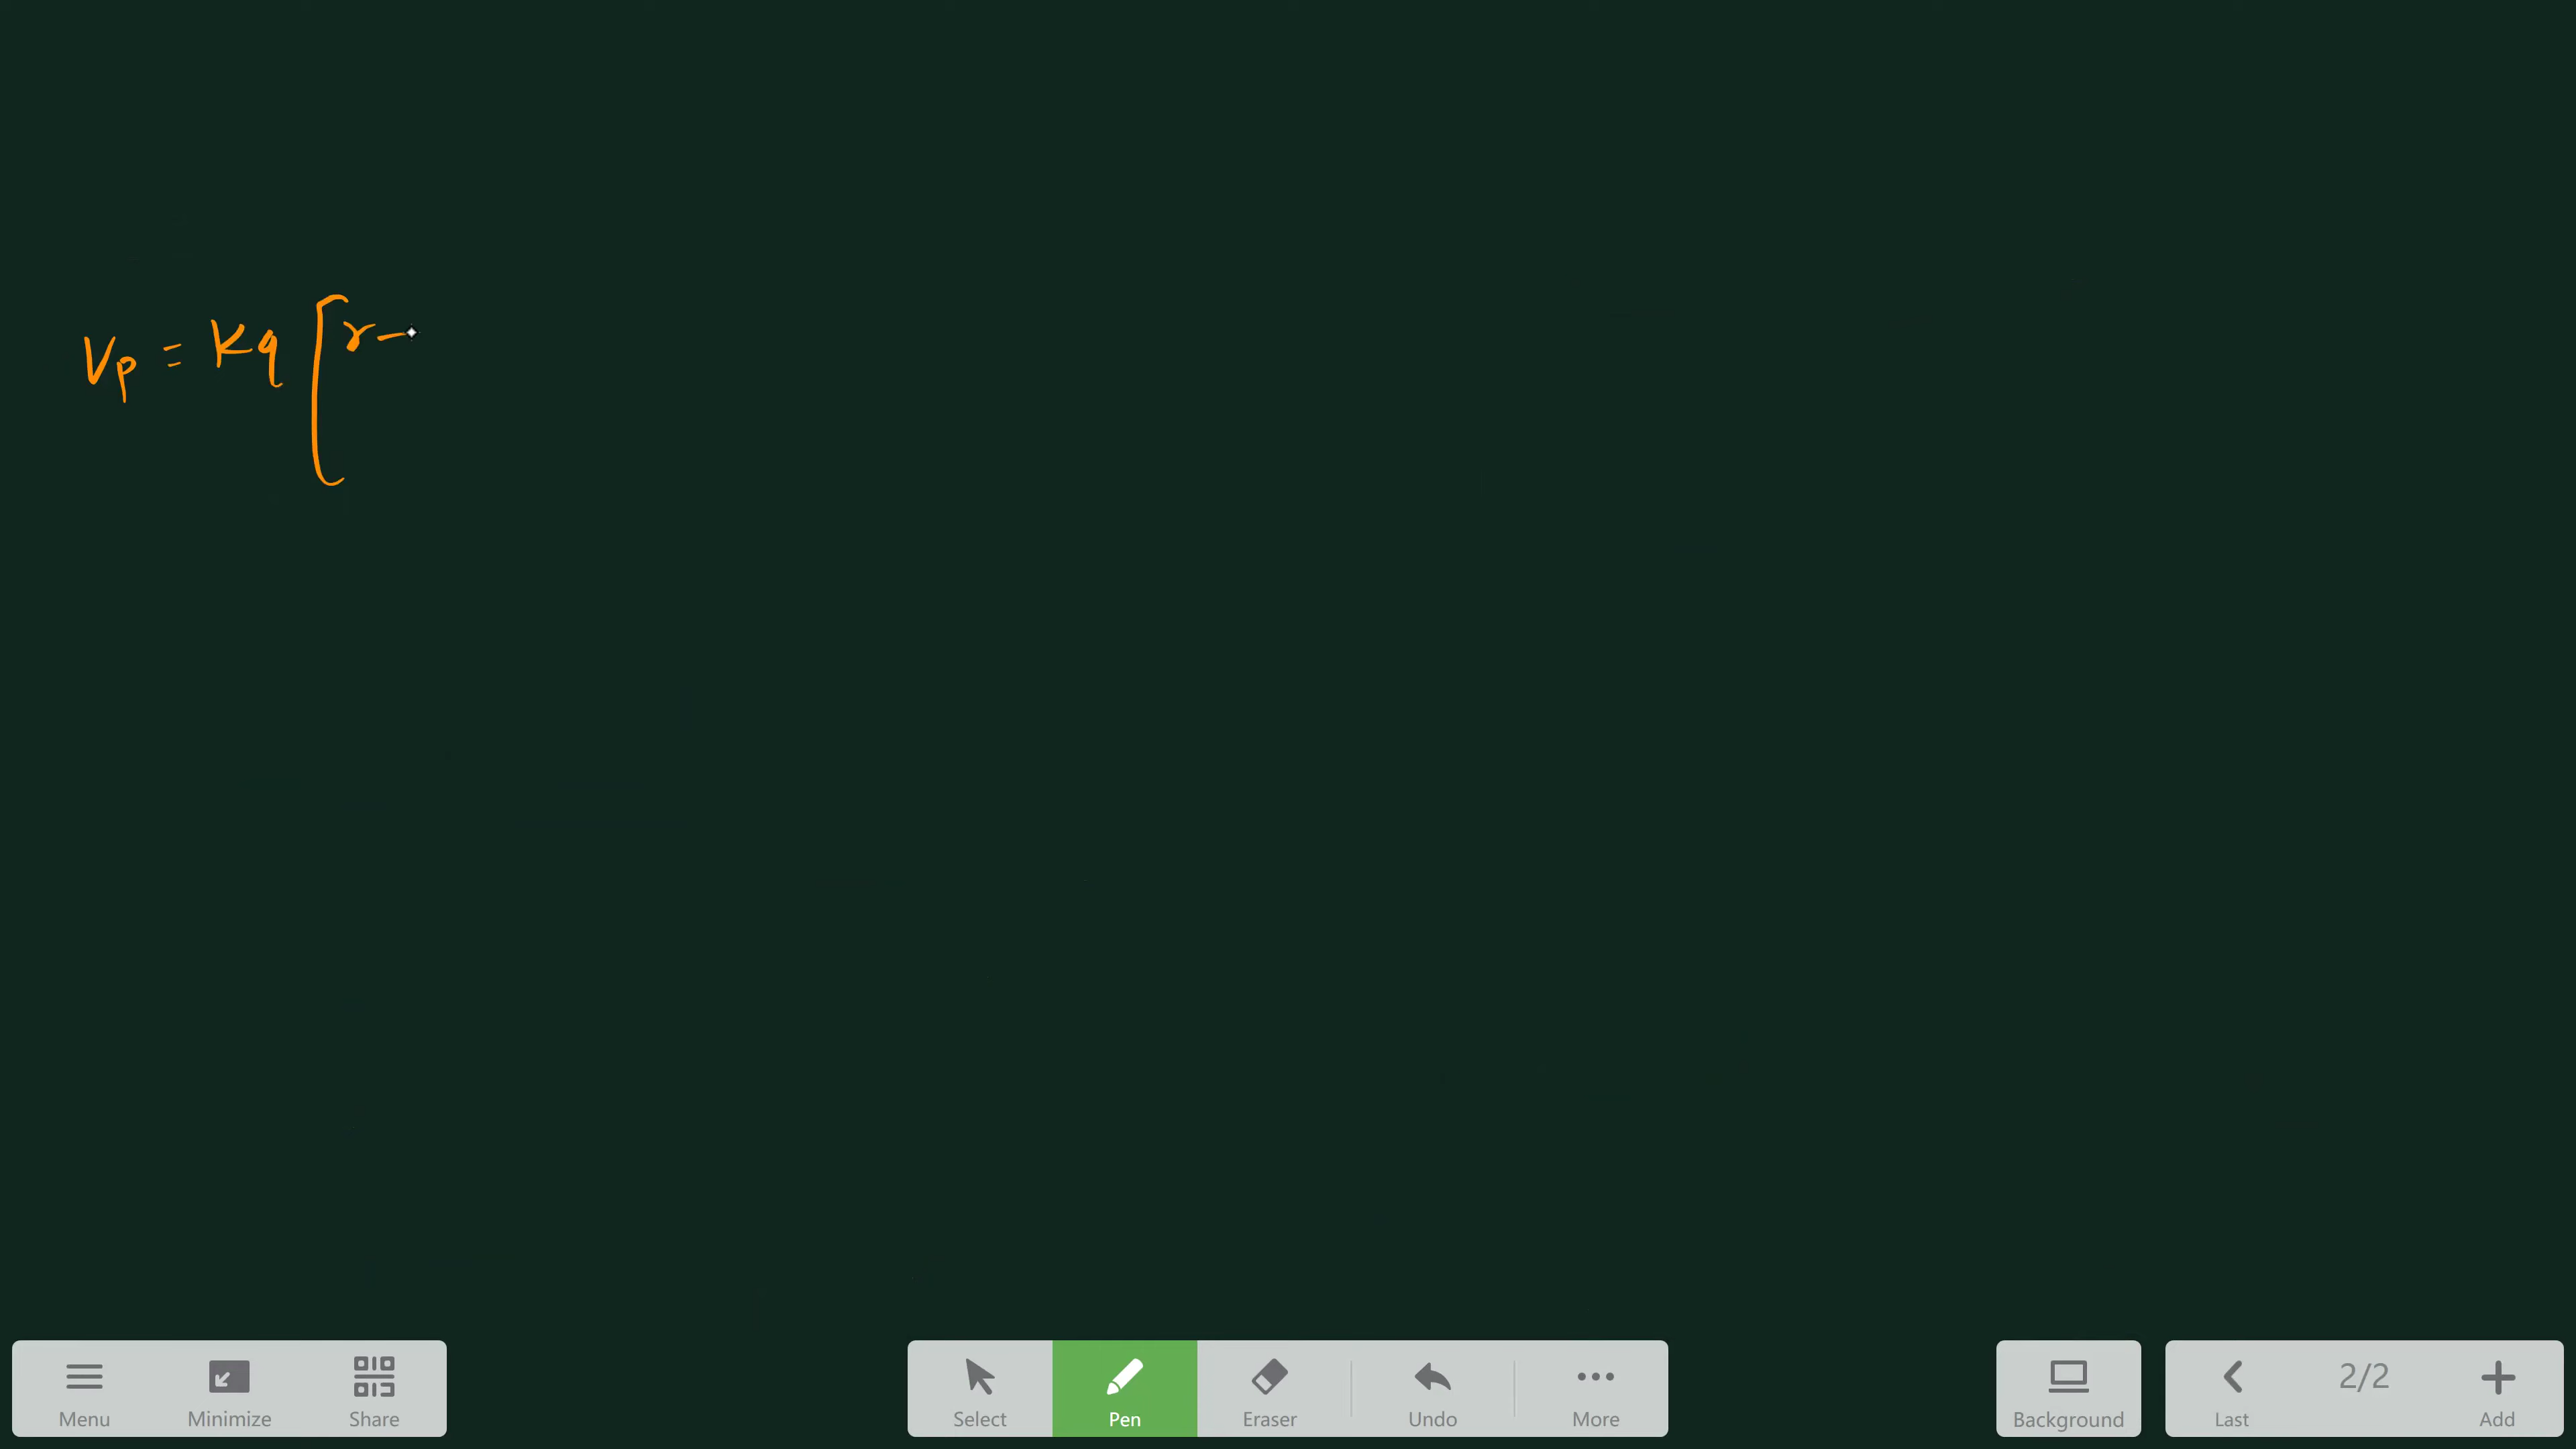 Vp = Kq [ r -
Menu Minimize Share Select Pen Eraser Undo More Background Last 2/2 Add